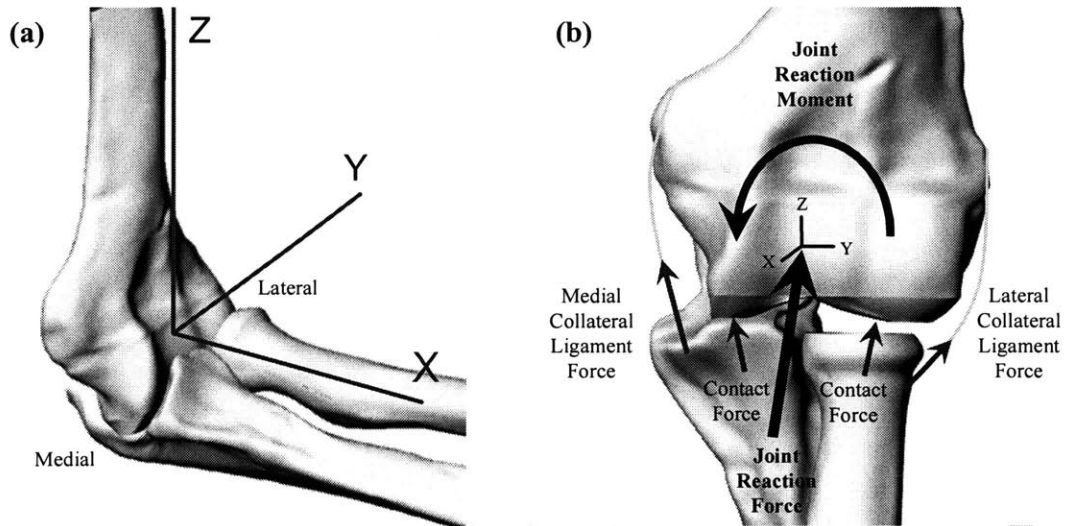 (a)
Z
Y
Lateral
X
Medial
(b)
Joint
Reaction
Moment
Z
Y
X
Medial
Collateral
Ligament
Force
Lateral
Collateral
Ligament
Force
Contact
Force
Contact
Force
Joint
Reaction
Force